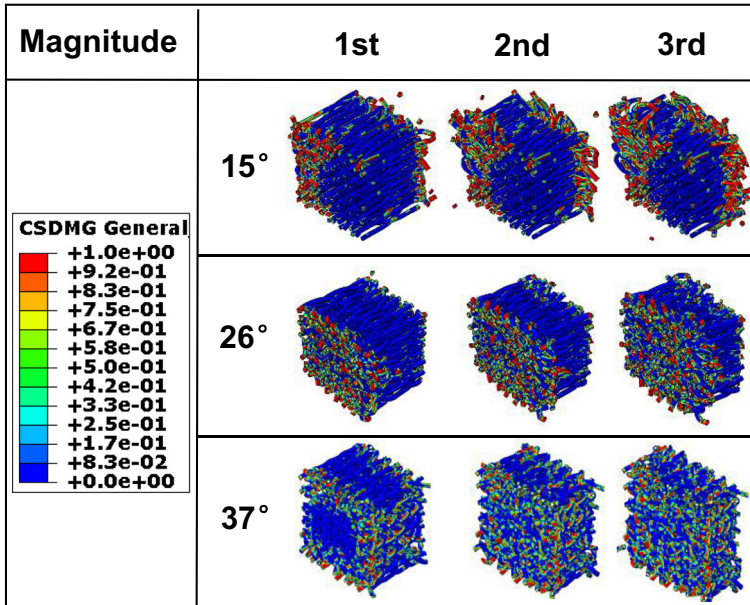 Magnitude 1st 2nd 3rd
15°
CSDMG General
+1.0e+00
+9.2e-01
+8.3e-01
+7.5e-01
+6.7e-01
+5.8e-01
+5.0e-01
+4.2e-01
+3.3e-01
+2.5e-01
+1.7e-01
+8.3e-02
+0.0e+00
26°
37°